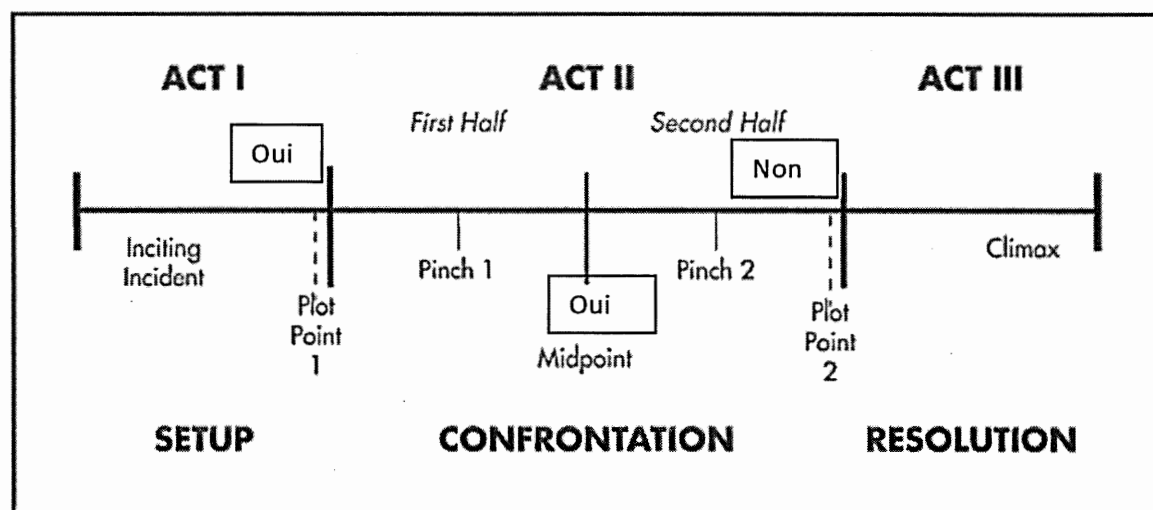 ACT I
ACT II
ACT III
First Half
Second Half
Oui
Non
Inciting
Incident
Plot
Point
1
Pinch 1
Oui
Midpoint
Pinch 2
Plot
Point
2
Climax
SETUP
CONFRONTATION
RESOLUTION